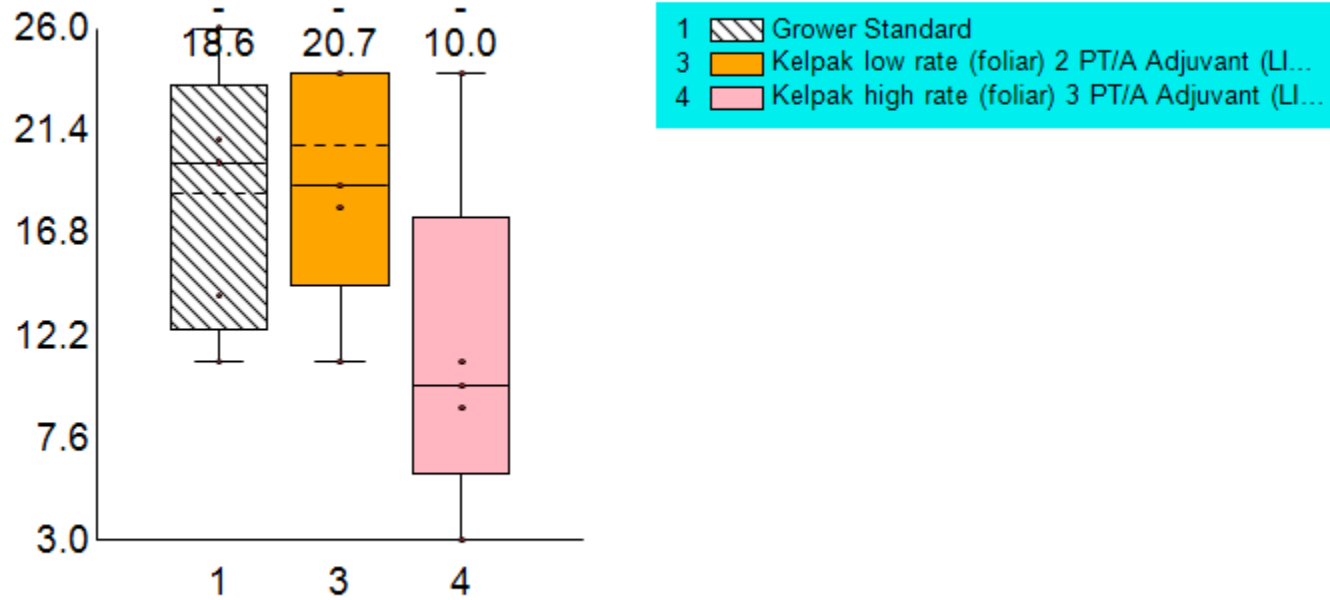 26.0
21.4
16.8
12.2
7.6
3.0
- - -
18.6 20.7 10.0
1 3 4
1 Grower Standard
3 Kelpak low rate (foliar) 2 PT/A Adjuvant (LI...
4 Kelpak high rate (foliar) 3 PT/A Adjuvant (LI...